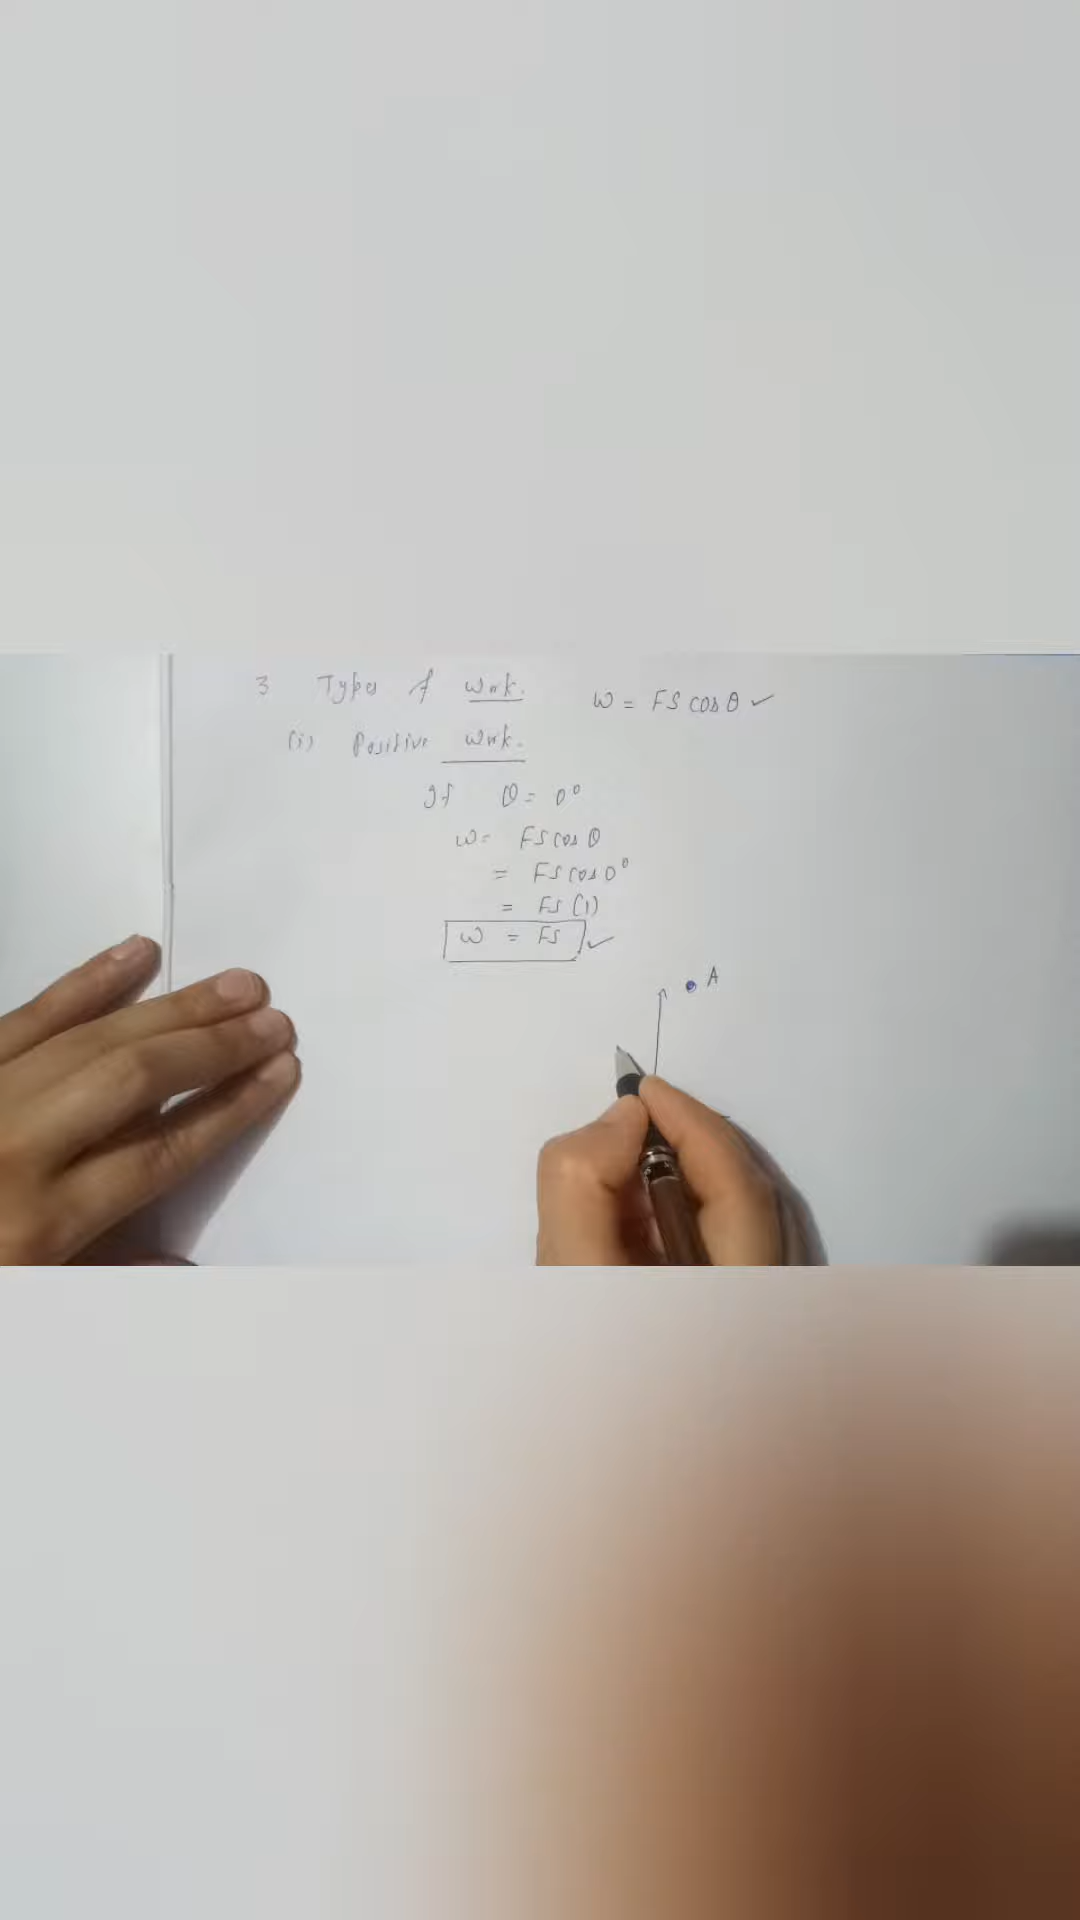 3 Types of Work.
W = FS cos θ ✓
(i) Positive Work.
If θ = 0°
W = FS cos θ
= FS cos 0°
= FS (1)
W = FS ✓
A